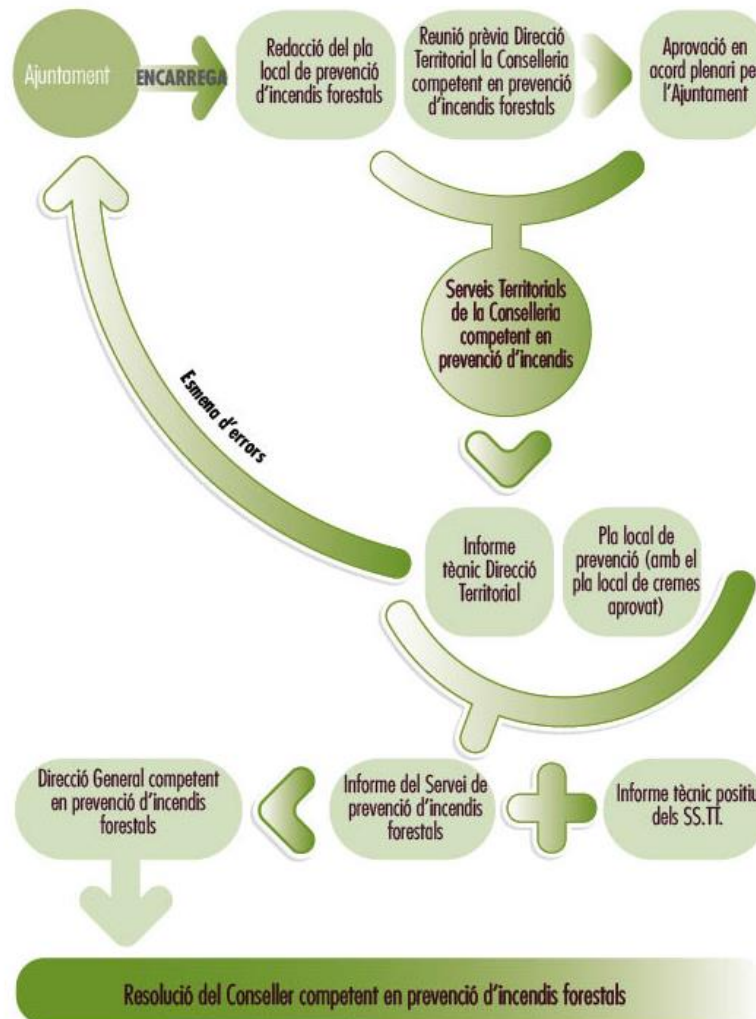 Ajuntament
ENCARREGA
Redacció del pla
local de prevenció
d'incendis forestals
Reunió prèvia Direcció
Territorial la Conselleria
competent en prevenció
d'incendis forestals
Aprovació en
acord plenari pe
l'Ajuntament
Serveis Territorials
de la Conselleria
competent en
prevenció d'incendis
Esmena d'errors
Informe
tècnic Direcció
Territorial
Pla local de
prevenció (amb el
pla local de cremes
aprovat)
Direcció General competent
en prevenció d'incendis
forestals
Informe del Servei de
prevenció d'incendis
forestals
Informe tècnic positiu
dels SS.TT.
Resolució del Conseller competent en prevenció d'incendis forestals